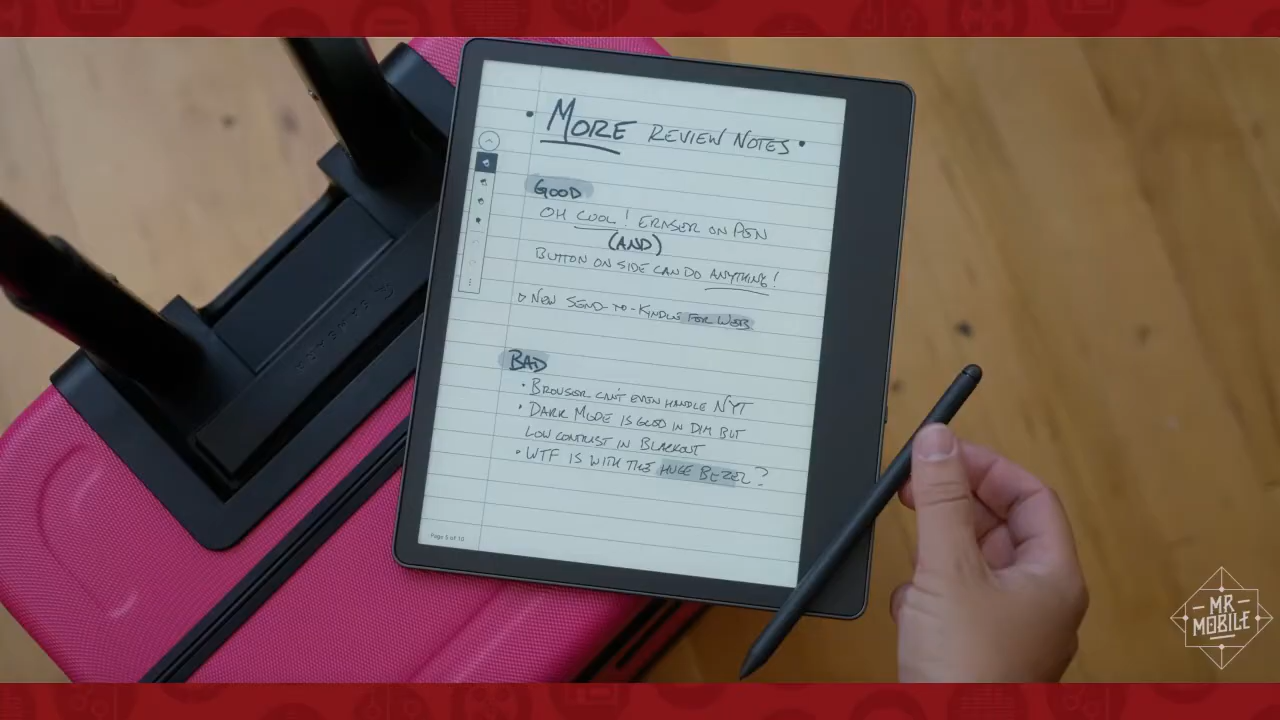 • MORE REVIEW NOTES •
GOOD
OH COOL! ERASER ON PEN
(AND)
BUTTON ON SIDE CAN DO ANYTHING!
▷ NEW SEND-TO-KINDLE FOR WEB
BAD
• BROWSER CAN'T EVEN HANDLE NYT
• DARK MODE IS GOOD IN DIM BUT
LOW CONTRAST IN BLACKOUT
• WTF IS WITH THE HUGE BEZEL?
Page 5 of 10
MR
MOBILE